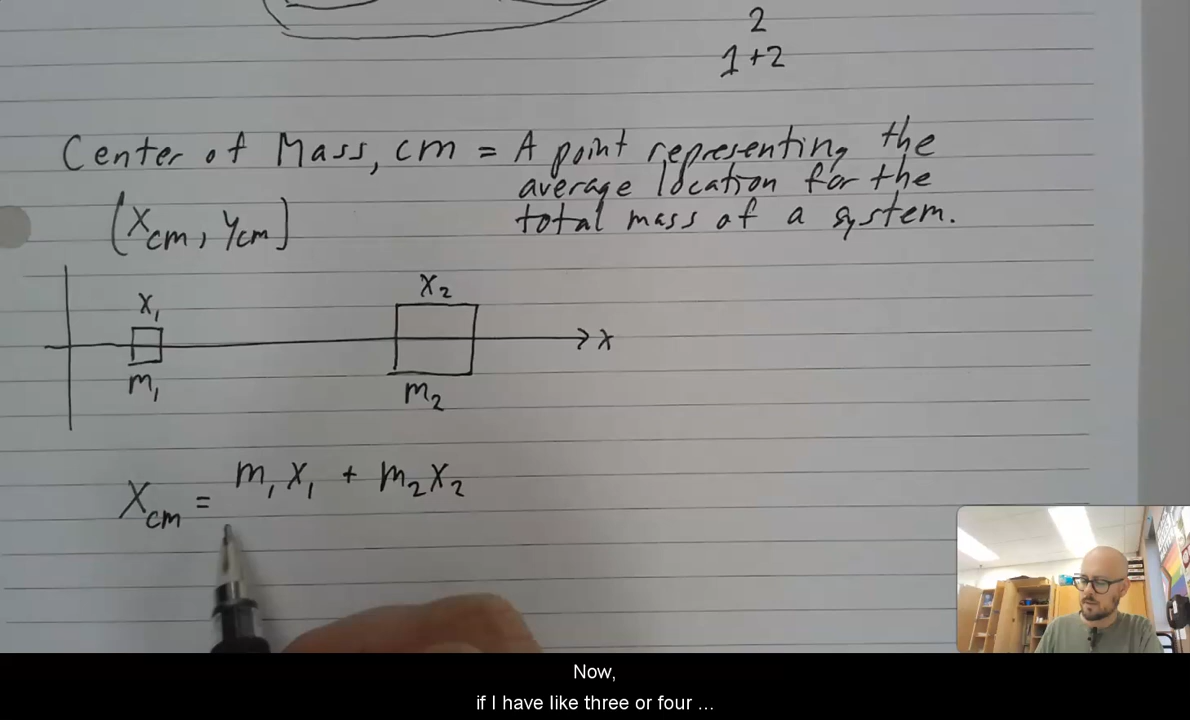 2
1+2
Center of Mass, cm = A point representing the
average location for the
(Xcm, Ycm)
total mass of a system.
X1
X2
x
m1
m2
Xcm = m1X1 + m2X2
Now,
if I have like three or four ...